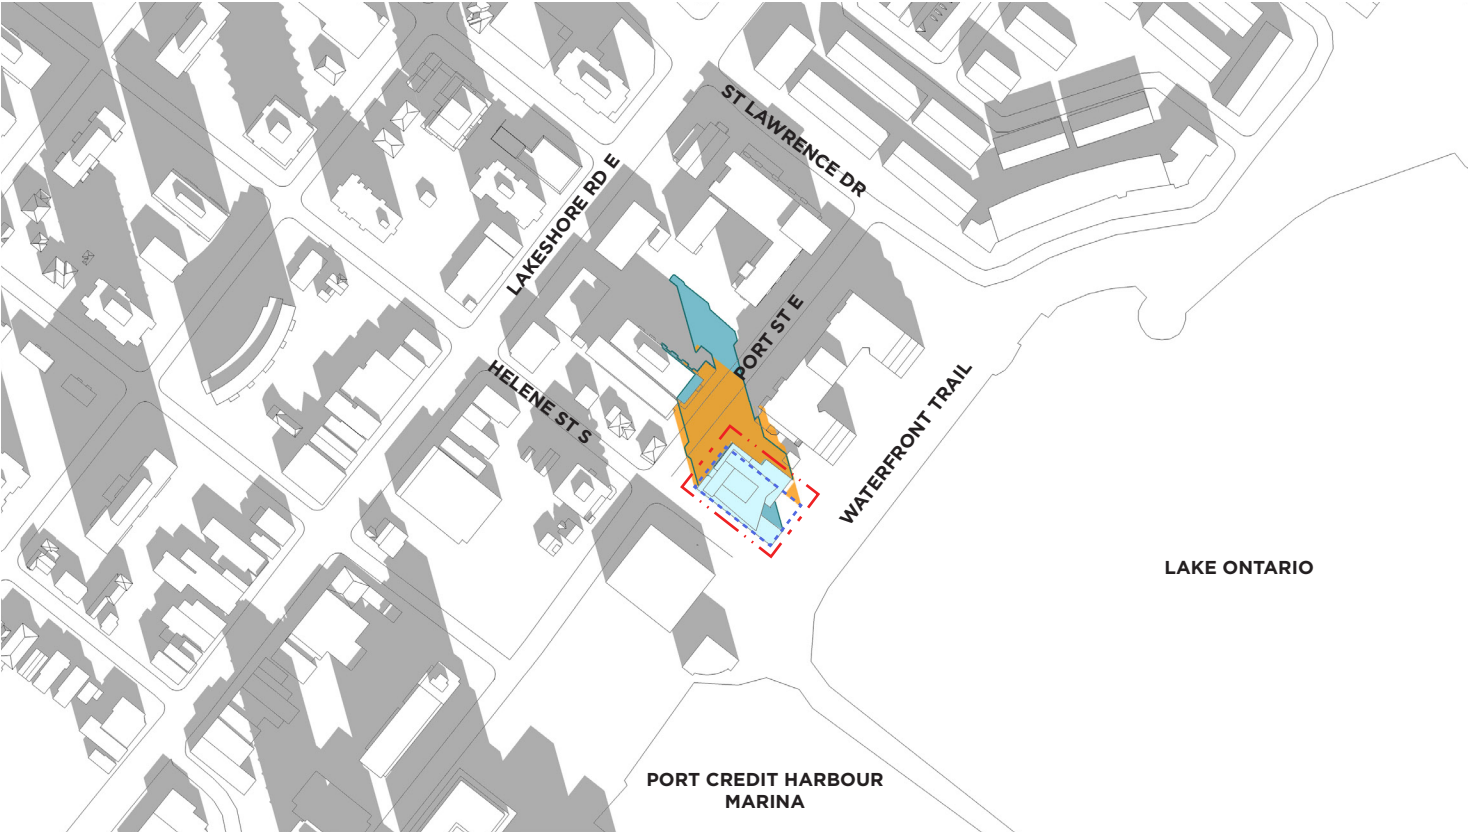 ST LAWRENCE DR
LAKESHORE RD E
PORT ST E
HELENE ST S
WATERFRONT TRAIL
LAKE ONTARIO
PORT CREDIT HARBOUR
MARINA